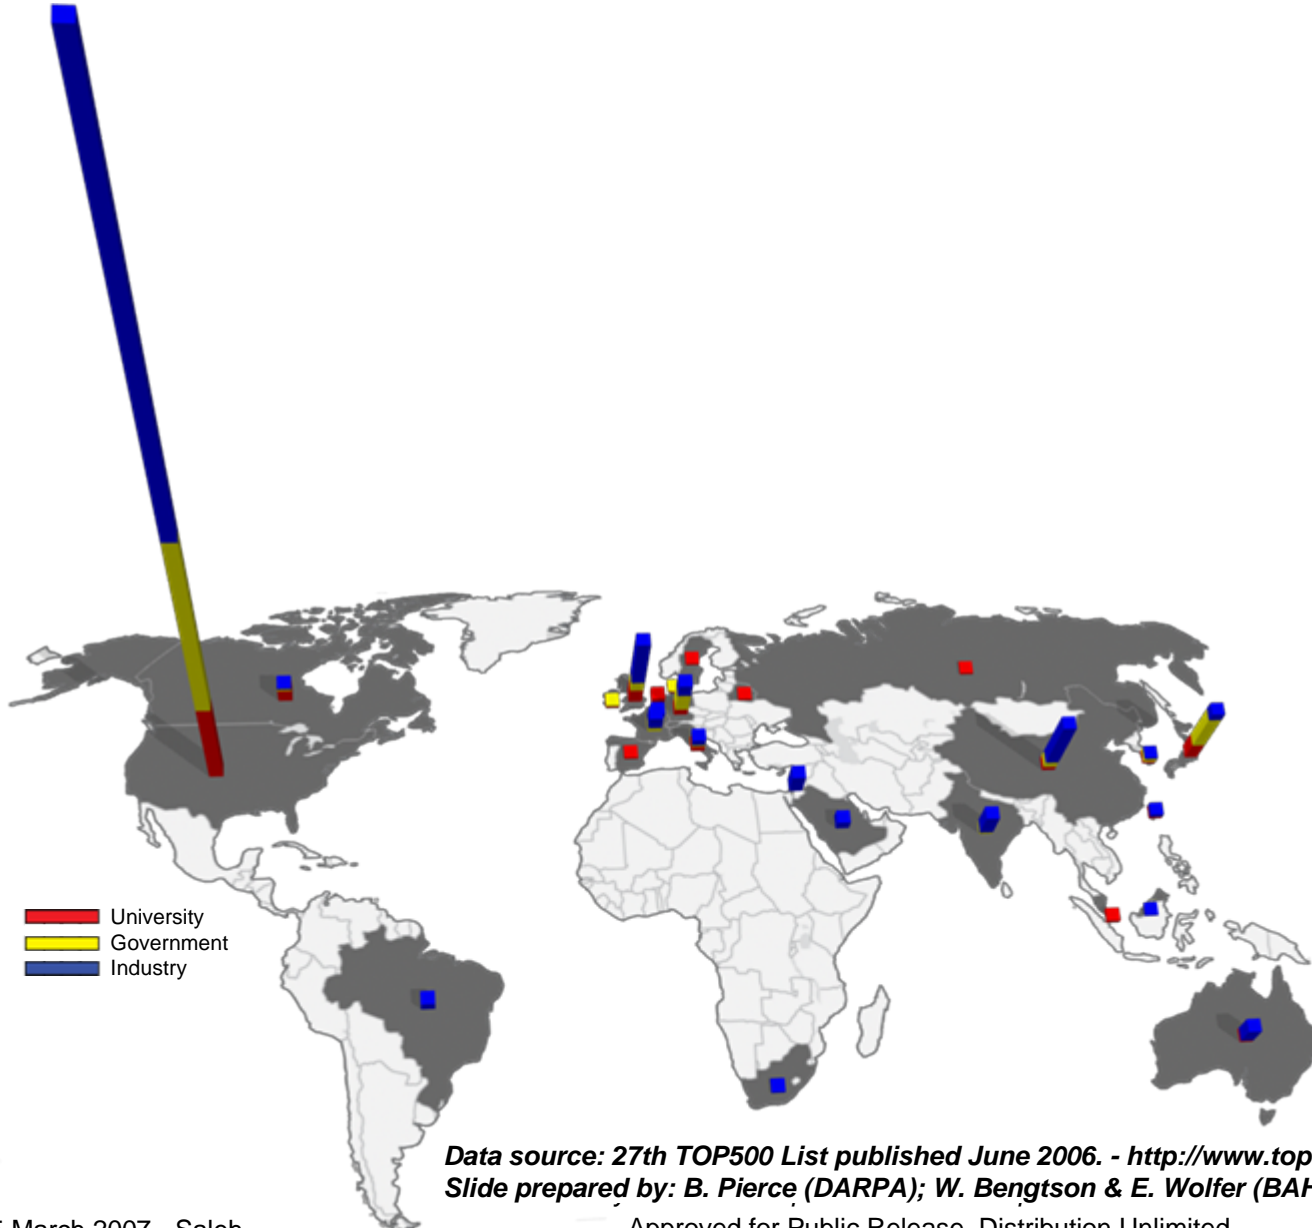 University
Government
Industry
Data source: 27th TOP500 List published June 2006. - http://www.top
Slide prepared by: B. Pierce (DARPA); W. Bengtson & E. Wolfer (BAH
March 2007 - Saleh
Approved for Public Release, Distribution Unlimited